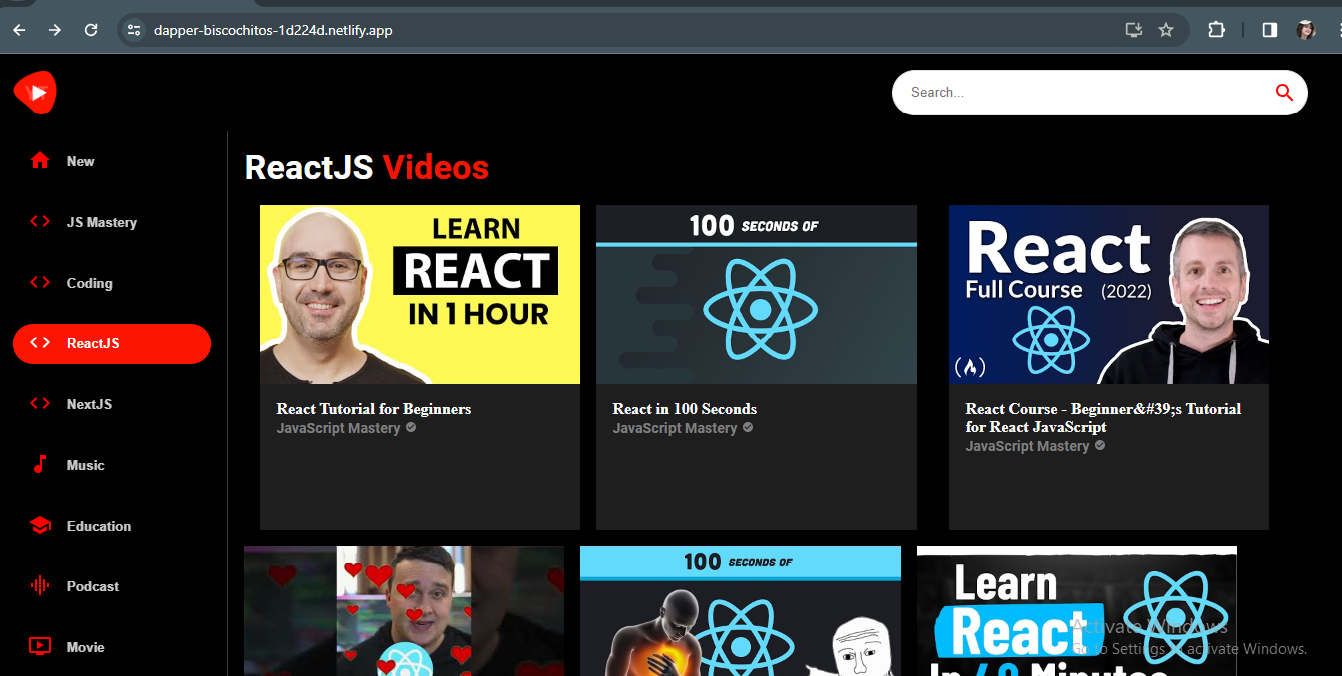 dapper-biscochitos-1d224d.netlify.app
Search...
New
JS Mastery
Coding
ReactJS
NextJS
Music
Education
Podcast
Movie
ReactJS Videos
LEARN
REACT
IN 1 HOUR
React Tutorial for Beginners
JavaScript Mastery
100 SECONDS OF
React in 100 Seconds
JavaScript Mastery
React
Full Course (2022)
React Course - Beginner&#39;s Tutorial
for React JavaScript
JavaScript Mastery
100 SECONDS OF
Learn
React
In 40 Minutes
Activate Windows
Go to Settings to activate Windows.